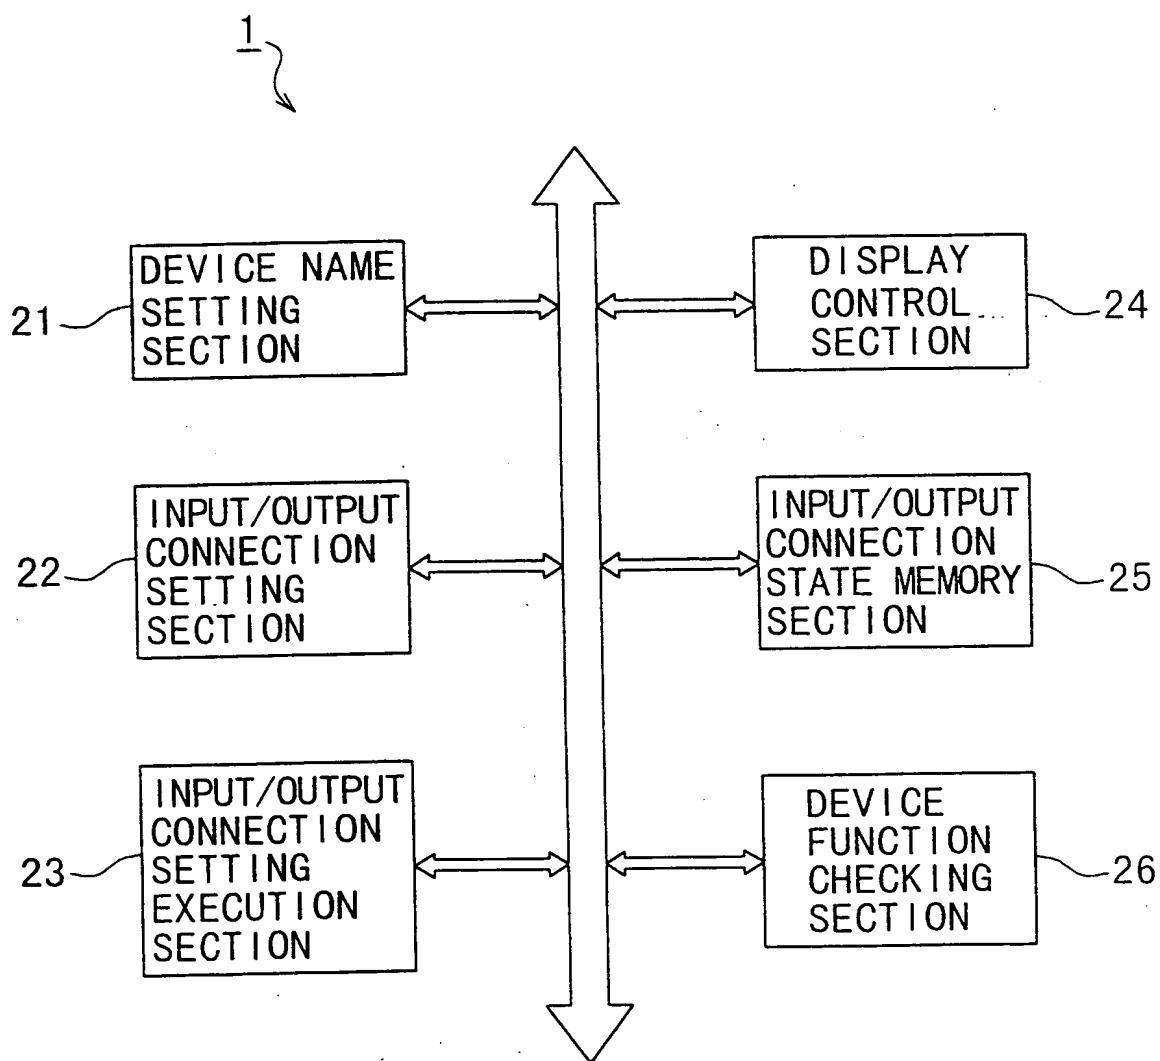 1
DEVICE NAME
SETTING
SECTION
21
DISPLAY
CONTROL
SECTION
24
INPUT/OUTPUT
CONNECTION
SETTING
SECTION
22
INPUT/OUTPUT
CONNECTION
STATE MEMORY
SECTION
25
INPUT/OUTPUT
CONNECTION
SETTING
EXECUTION
SECTION
23
DEVICE
FUNCTION
CHECKING
SECTION
26